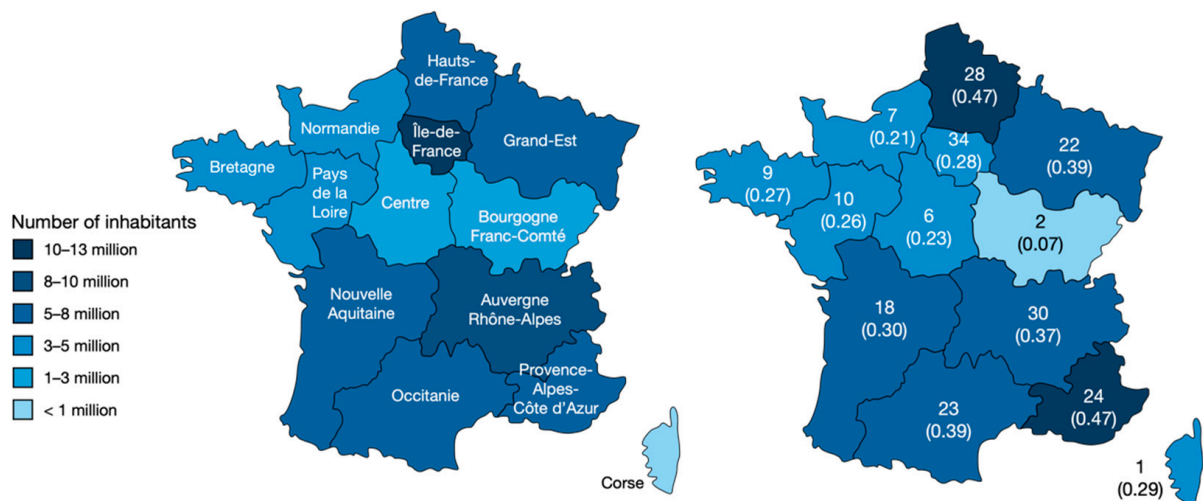 Hauts-
de-France
Normandie
Île-de-
France
Grand-Est
Bretagne
Pays
de la
Loire
Centre
Bourgogne
Franc-Comté
Nouvelle
Aquitaine
Auvergne
Rhône-Alpes
Occitanie
Provence-
Alpes-
Côte d'Azur
Corse
Number of inhabitants
10–13 million
8–10 million
5–8 million
3–5 million
1–3 million
< 1 million
28
(0.47)
7
(0.21)
34
(0.28)
22
(0.39)
9
(0.27)
10
(0.26)
6
(0.23)
2
(0.07)
18
(0.30)
30
(0.37)
23
(0.39)
24
(0.47)
1
(0.29)